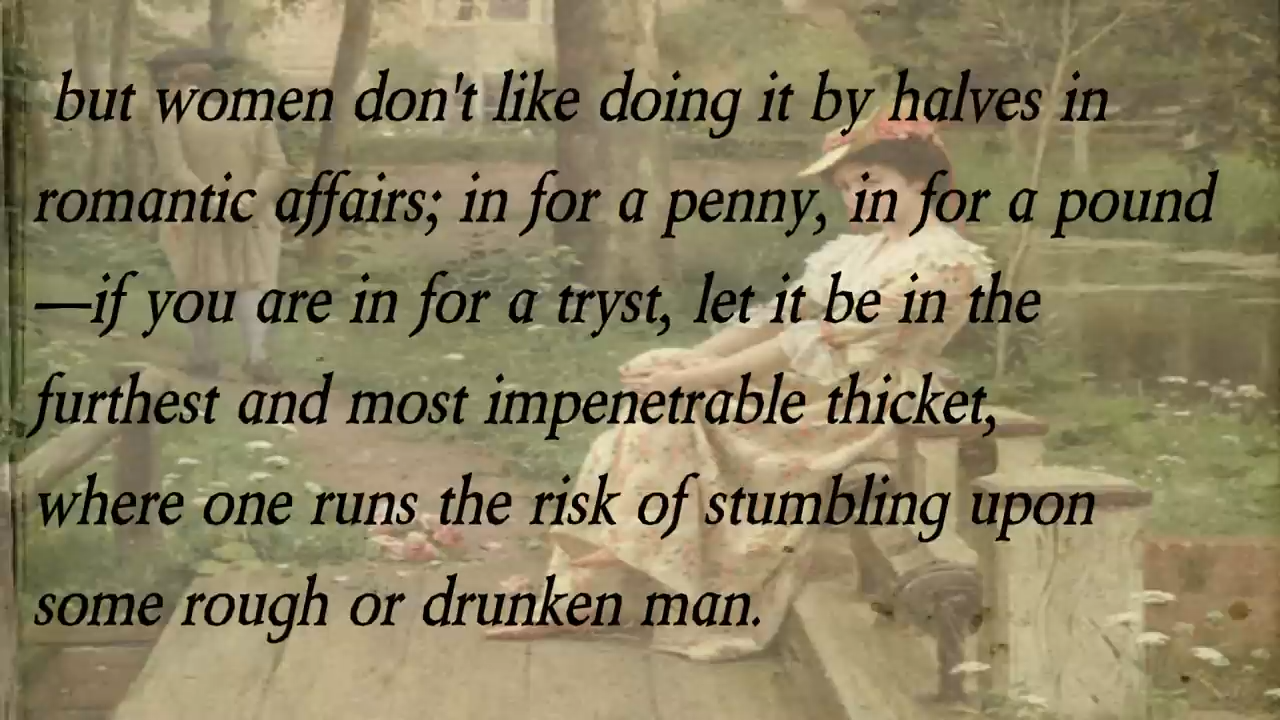 but women don't like doing it by halves in
romantic affairs; in for a penny, in for a pound
—if you are in for a tryst, let it be in the
furthest and most impenetrable thicket,
where one runs the risk of stumbling upon
some rough or drunken man.